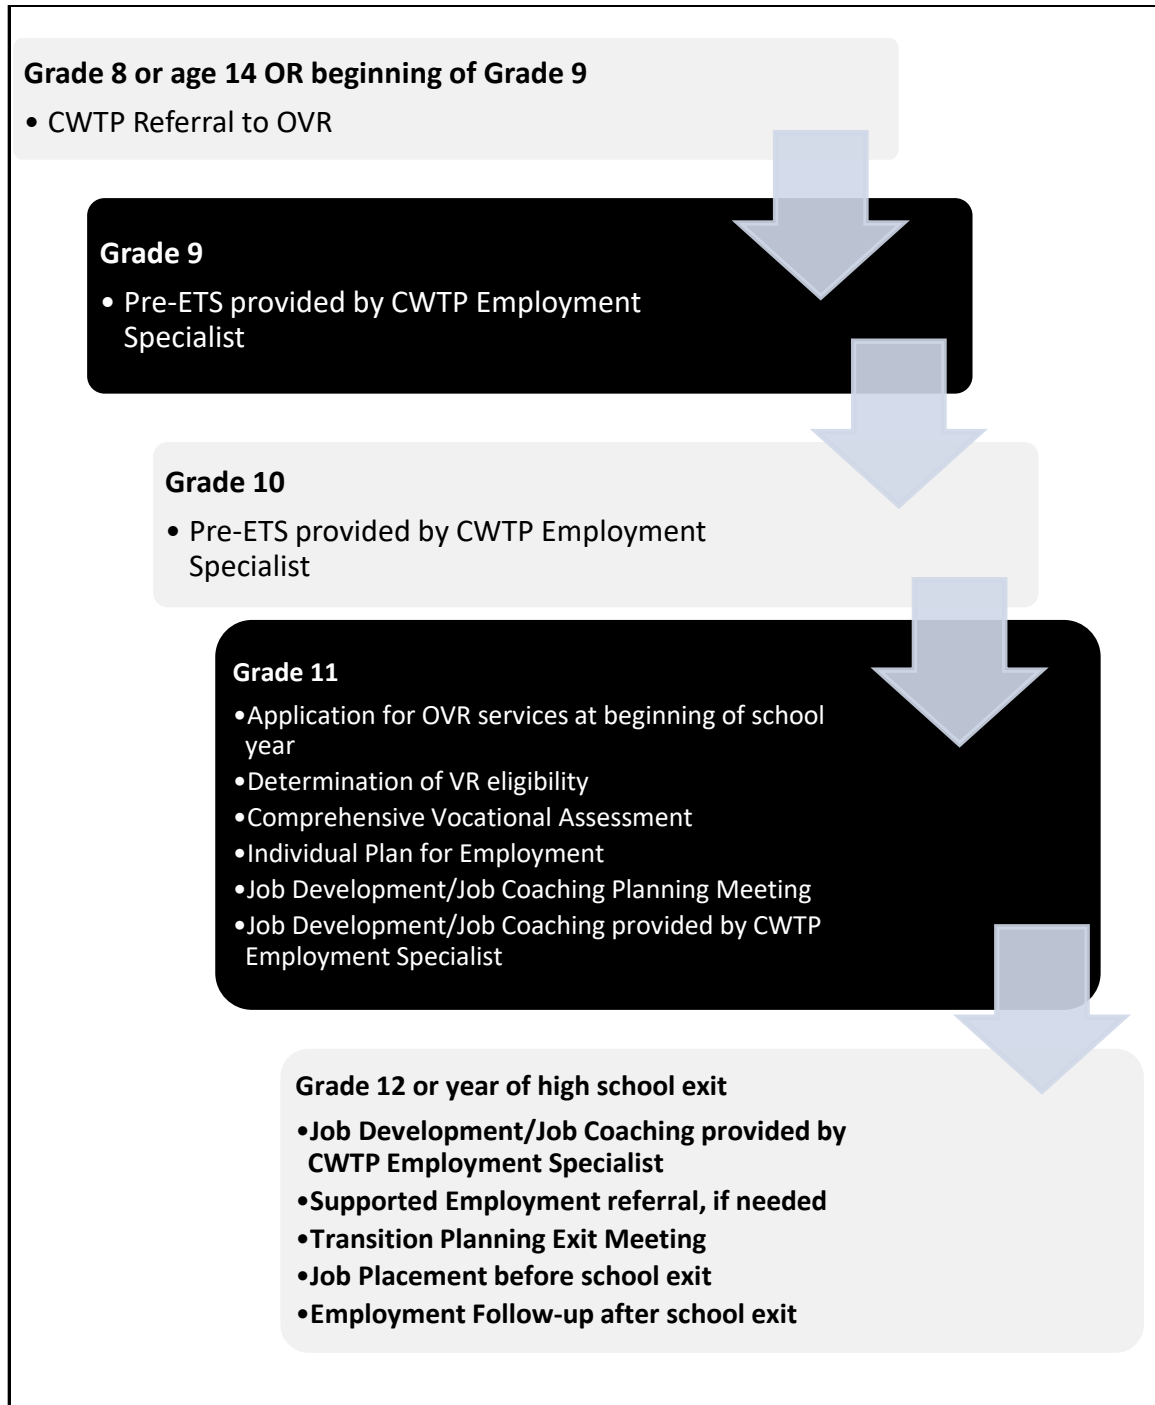 Grade 8 or age 14 OR beginning of Grade 9
• CWTP Referral to OVR
Grade 9
• Pre-ETS provided by CWTP Employment
Specialist
Grade 10
• Pre-ETS provided by CWTP Employment
Specialist
Grade 11
•Application for OVR services at beginning of school
year
•Determination of VR eligibility
•Comprehensive Vocational Assessment
•Individual Plan for Employment
•Job Development/Job Coaching Planning Meeting
•Job Development/Job Coaching provided by CWTP
Employment Specialist
Grade 12 or year of high school exit
•Job Development/Job Coaching provided by
CWTP Employment Specialist
•Supported Employment referral, if needed
•Transition Planning Exit Meeting
•Job Placement before school exit
•Employment Follow-up after school exit